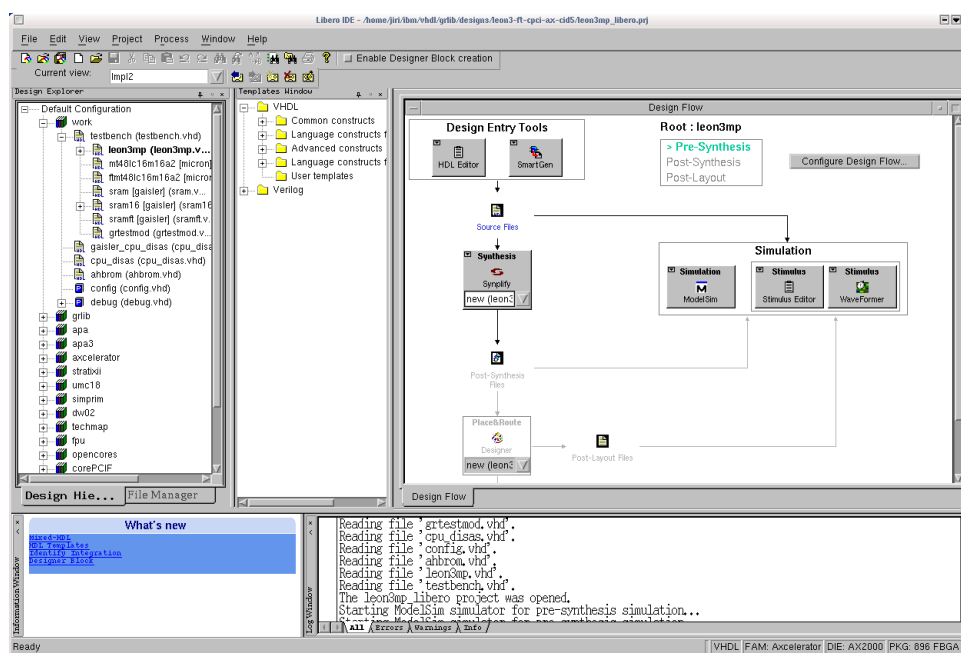 Libero IDE - /home/jiri/ibm/vhdl/grlib/designs/leon3-ft-cpci-ax-cid5/leon3mp_libero.prj
File Edit View Project Process Window Help
Enable Designer Block creation
Current view: Impl2
Design Explorer
Default Configuration
work
testbench (testbench.vhd)
leon3mp (leon3mp.v...
mt48lc16m16a2 [micron]
ftmt48lc16m16a2 [micror
sram [gaisler] (sram.v...
sram16 [gaisler] (sram16
sramft [gaisler] (sramft.v.
grtestmod (grtestmod.v...
gaisler_cpu_disas (cpu_disa
cpu_disas (cpu_disas.vhd)
ahbrom (ahbrom.vhd)
config (config.vhd)
debug (debug.vhd)
grlib
apa
apa3
axcelerator
stratixii
umc18
simprim
dw02
techmap
fpu
opencores
corePCIF
Design Hie... File Manager
Templates Window
VHDL
Common constructs
Language constructs f
Advanced constructs
Language constructs f
User templates
Verilog
Design Flow
Design Entry Tools
HDL Editor
SmartGen
Root : leon3mp
> Pre-Synthesis
Post-Synthesis
Post-Layout
Configure Design Flow...
Source Files
Synthesis
Synplify
new (leon3
Simulation
Simulation
ModelSim
Stimulus
Stimulus Editor
Stimulus
WaveFormer
Post-Synthesis
Files
Place&Route
Designer
new (leon3
Post-Layout Files
Design Flow
Information Window
What's new
Mixed-HDL
HDL Templates
Identify Integration
Designer Block
Log Window
Reading file 'grtestmod.vhd'.
Reading file 'cpu_disas.vhd'.
Reading file 'config.vhd'.
Reading file 'ahbrom.vhd'.
Reading file 'leon3mp.vhd'.
Reading file 'testbench.vhd'.
The leon3mp_libero project was opened.
Starting ModelSim simulator for pre-synthesis simulation...
Starting ModelSim simulator for pre-synthesis simulation
All Errors Warnings Info
Ready
VHDL FAM: Axcelerator DIE: AX2000 PKG: 896 FBGA